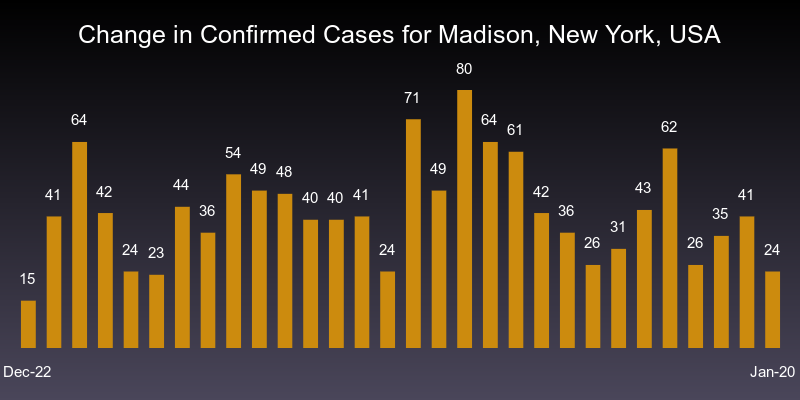 Change in Confirmed Cases for Madison, New York, USA
15 41 64 42 24 23 44 36 54 49 48 40 40 41 24 71 49 80 64 61 42 36 26 31 43 62 26 35 41 24
Dec-22 Jan-20